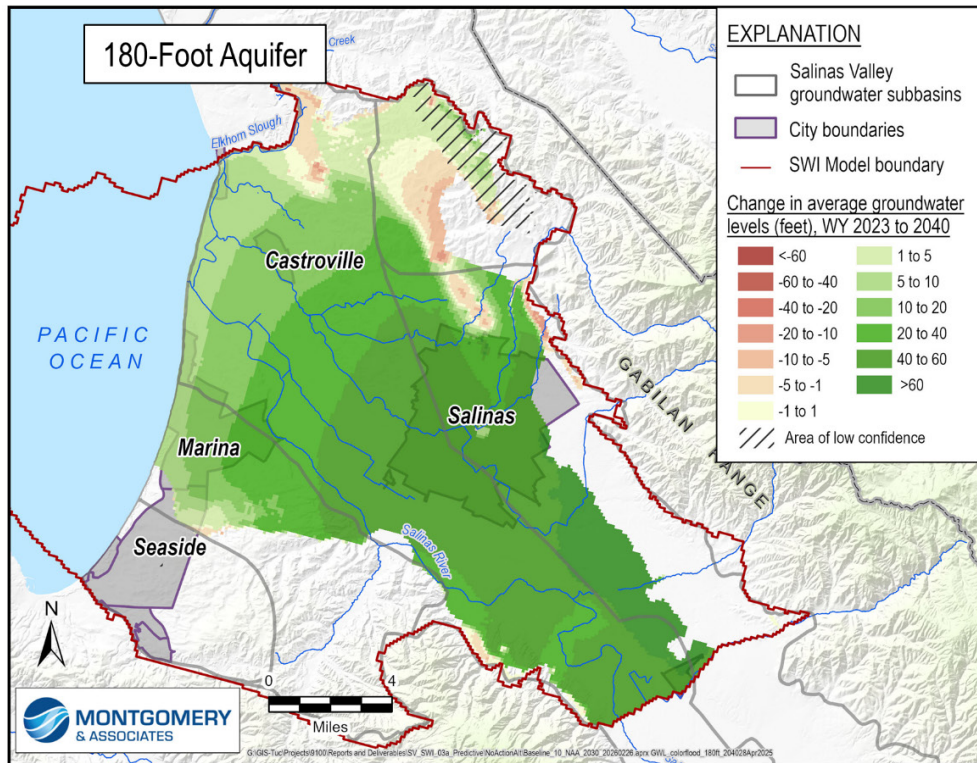 180-Foot Aquifer
Creek
Elkhorn Slough
Castroville
PACIFIC
OCEAN
Salinas
Marina
Seaside
Salinas River
GABILAN
RANGE
N
0 4
Miles
MONTGOMERY
& ASSOCIATES
EXPLANATION
Salinas Valley
groundwater subbasins
City boundaries
SWI Model boundary
Change in average groundwater
levels (feet), WY 2023 to 2040
<-60
-60 to -40
-40 to -20
-20 to -10
-10 to -5
-5 to -1
-1 to 1
1 to 5
5 to 10
10 to 20
20 to 40
40 to 60
>60
Area of low confidence